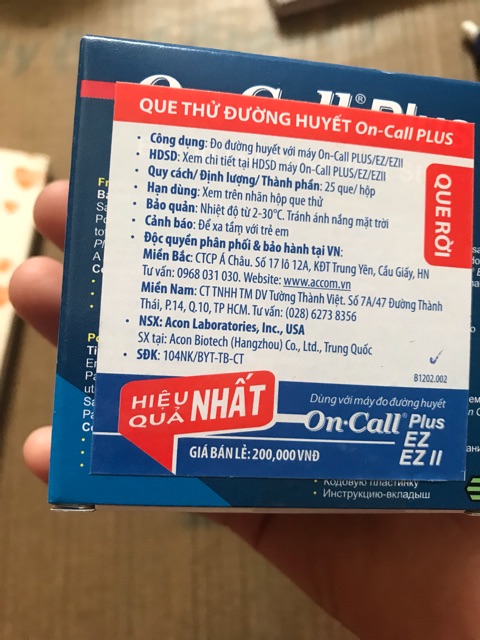 On-Call® Plus
QUE THỬ ĐƯỜNG HUYẾT On-Call PLUS
• Công dụng: Đo đường huyết với máy On-Call PLUS/EZ/EZII
• HDSD: Xem chi tiết tại HDSD máy On-Call PLUS/EZ/EZII
• Quy cách/ Định lượng/ Thành phần: 25 que/ hộp
• Hạn dùng: Xem trên nhãn hộp que thử
• Bảo quản: Nhiệt độ từ 2-30°C. Tránh ánh nắng mặt trời
• Cảnh báo: Để xa tầm với trẻ em
• Độc quyền phân phối & bảo hành tại VN:
Miền Bắc: CTCP Á Châu. Số 17 lô 12A, KĐT Trung Yên, Cầu Giấy, HN
Tư vấn: 0968 031 030. Website: www.accom.vn
Miền Nam: CT TNHH TM DV Tường Thành Việt. Số 7A/47 Đường Thành
Thái, P.14, Q.10, TP HCM. Tư vấn: (028) 6273 8356
• NSX: Acon Laboratories, Inc., USA
SX tại: Acon Biotech (Hangzhou) Co., Ltd., Trung Quốc
• SĐK: 104NK/BYT-TB-CT
QUE RỜI
B1202.002
HIỆU QUẢ NHẤT
Dùng với máy đo đường huyết
On-Call® Plus
EZ
EZ II
GIÁ BÁN LẺ: 200,000VNĐ
• Кодовую пластинку
• Инструкцию-вкладыш